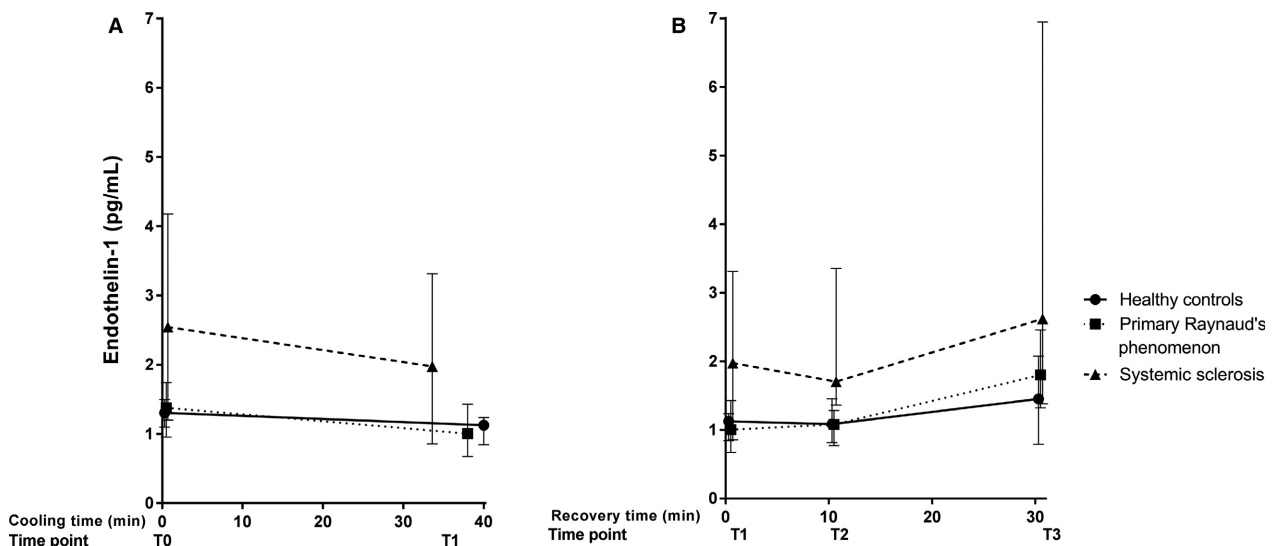 A
7
6
5
4
3
2
1
0
Endothelin-1 (pg/mL)
Cooling time (min) 0 10 20 30 40
Time point T0 T1
B
7
6
5
4
3
2
1
0
Recovery time (min) 0 10 20 30
Time point T1 T2 T3
Healthy controls
Primary Raynaud's
phenomenon
Systemic sclerosis